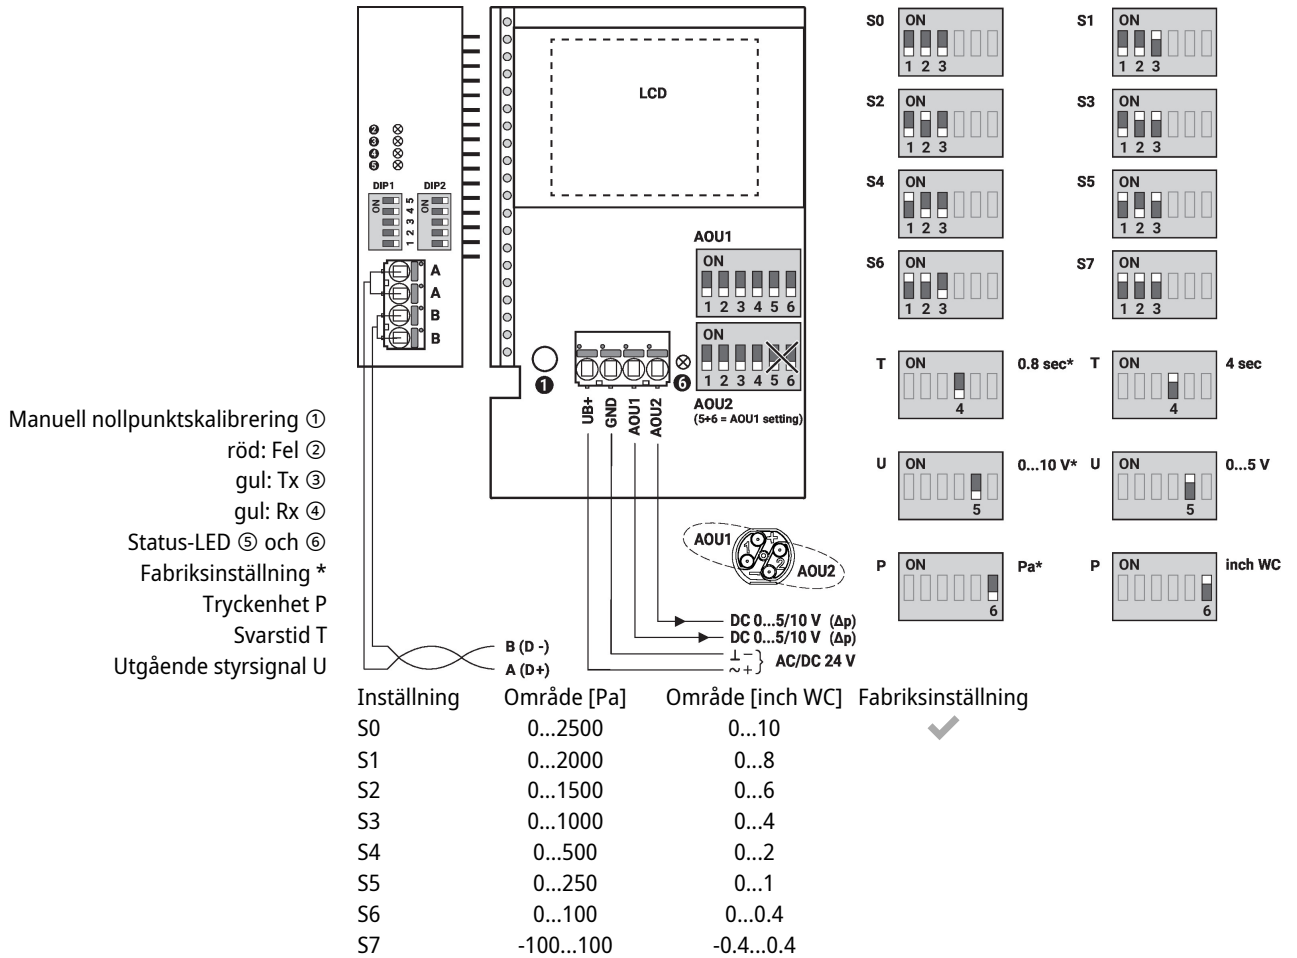 LCD
❷
❸
❹
❺
DIP1 DIP2
ON ON
1 2 3 4 5
A
A
B
B
AOU1
ON
1 2 3 4 5 6
ON
1 2 3 4 5 6
AOU2
(5+6 = AOU1 setting)
❶ ❻
UB+ GND AOU1 AOU2
S0 ON 1 2 3
S1 ON 1 2 3
S2 ON 1 2 3
S3 ON 1 2 3
S4 ON 1 2 3
S5 ON 1 2 3
S6 ON 1 2 3
S7 ON 1 2 3
T ON 4 0.8 sec*
T ON 4 4 sec
U ON 5 0...10 V*
U ON 5 0...5 V
P ON 6 Pa*
P ON 6 inch WC
AOU1 1 + − 2 AOU2
DC 0...5/10 V (Δp)
DC 0...5/10 V (Δp)
⊥ −
~ +
AC/DC 24 V
B (D -)
A (D+)
Manuell nollpunktskalibrering ①
röd: Fel ②
gul: Tx ③
gul: Rx ④
Status-LED ⑤ och ⑥
Fabriksinställning *
Tryckenhet P
Svarstid T
Utgående styrsignal U
Inställning Område [Pa] Område [inch WC] Fabriksinställning
S0 0...2500 0...10 ✓
S1 0...2000 0...8
S2 0...1500 0...6
S3 0...1000 0...4
S4 0...500 0...2
S5 0...250 0...1
S6 0...100 0...0.4
S7 -100...100 -0.4...0.4